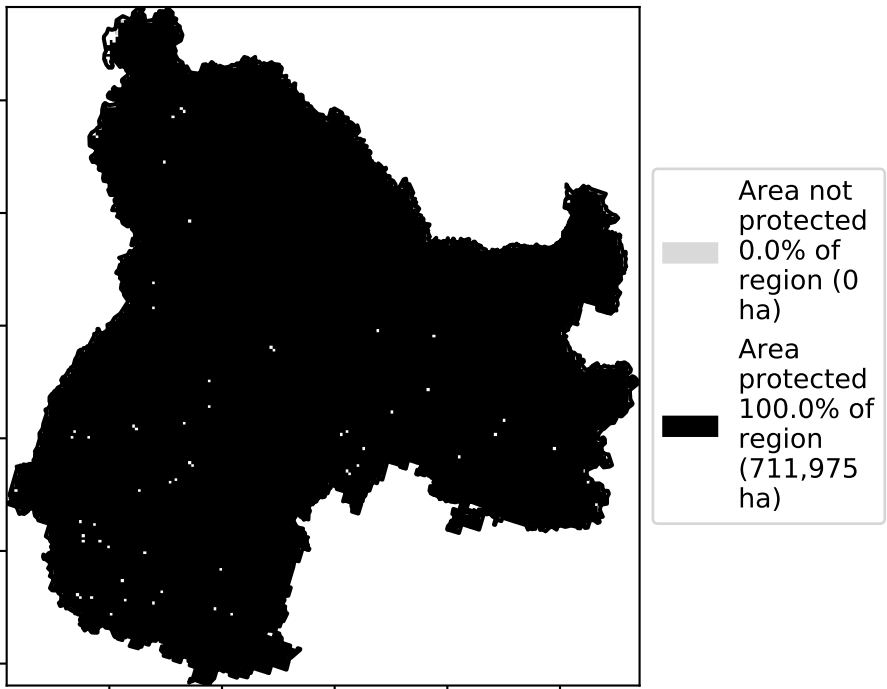 Area not
protected
0.0% of
region (0
ha)
Area
protected
100.0% of
region
(711,975
ha)